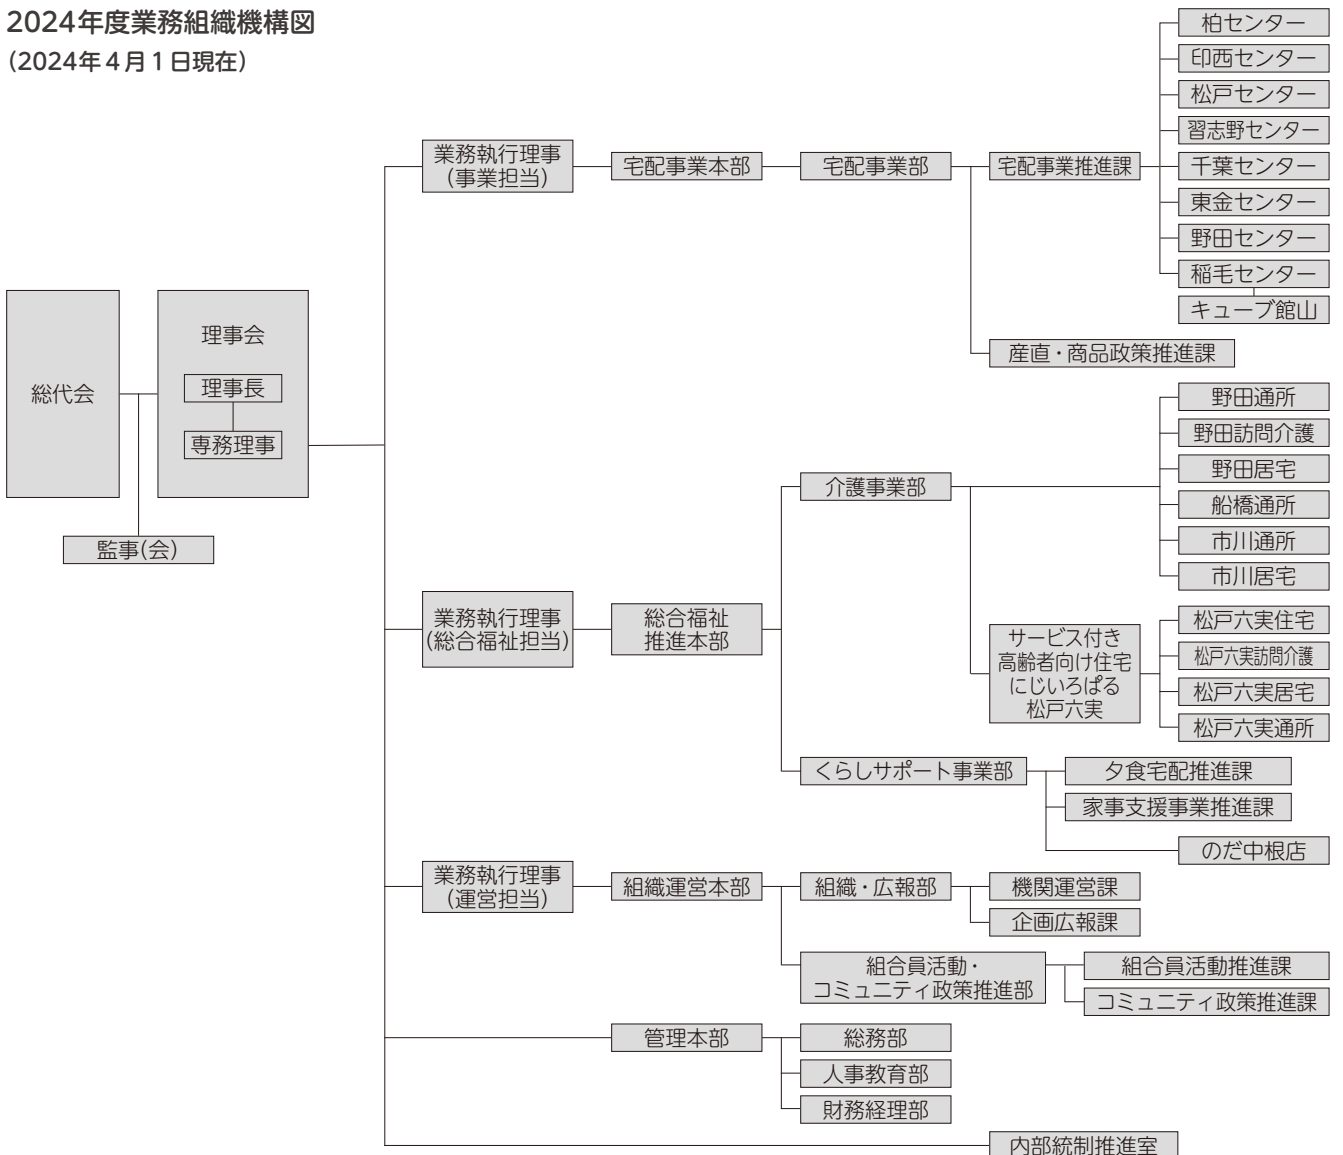 2024年度業務組織機構図
(2024年4月1日現在)
総代会
理事会
理事長
専務理事
監事(会)
業務執行理事
(事業担当)
宅配事業本部
宅配事業部
宅配事業推進課
柏センター
印西センター
松戸センター
習志野センター
千葉センター
東金センター
野田センター
稲毛センター
キューブ館山
産直・商品政策推進課
業務執行理事
(総合福祉担当)
総合福祉
推進本部
介護事業部
野田通所
野田訪問介護
野田居宅
船橋通所
市川通所
市川居宅
サービス付き
高齢者向け住宅
にじいろぱる
松戸六実
松戸六実住宅
松戸六実訪問介護
松戸六実居宅
松戸六実通所
くらしサポート事業部
夕食宅配推進課
家事支援事業推進課
のだ中根店
業務執行理事
(運営担当)
組織運営本部
組織・広報部
機関運営課
企画広報課
組合員活動・
コミュニティ政策推進部
組合員活動推進課
コミュニティ政策推進課
管理本部
総務部
人事教育部
財務経理部
内部統制推進室